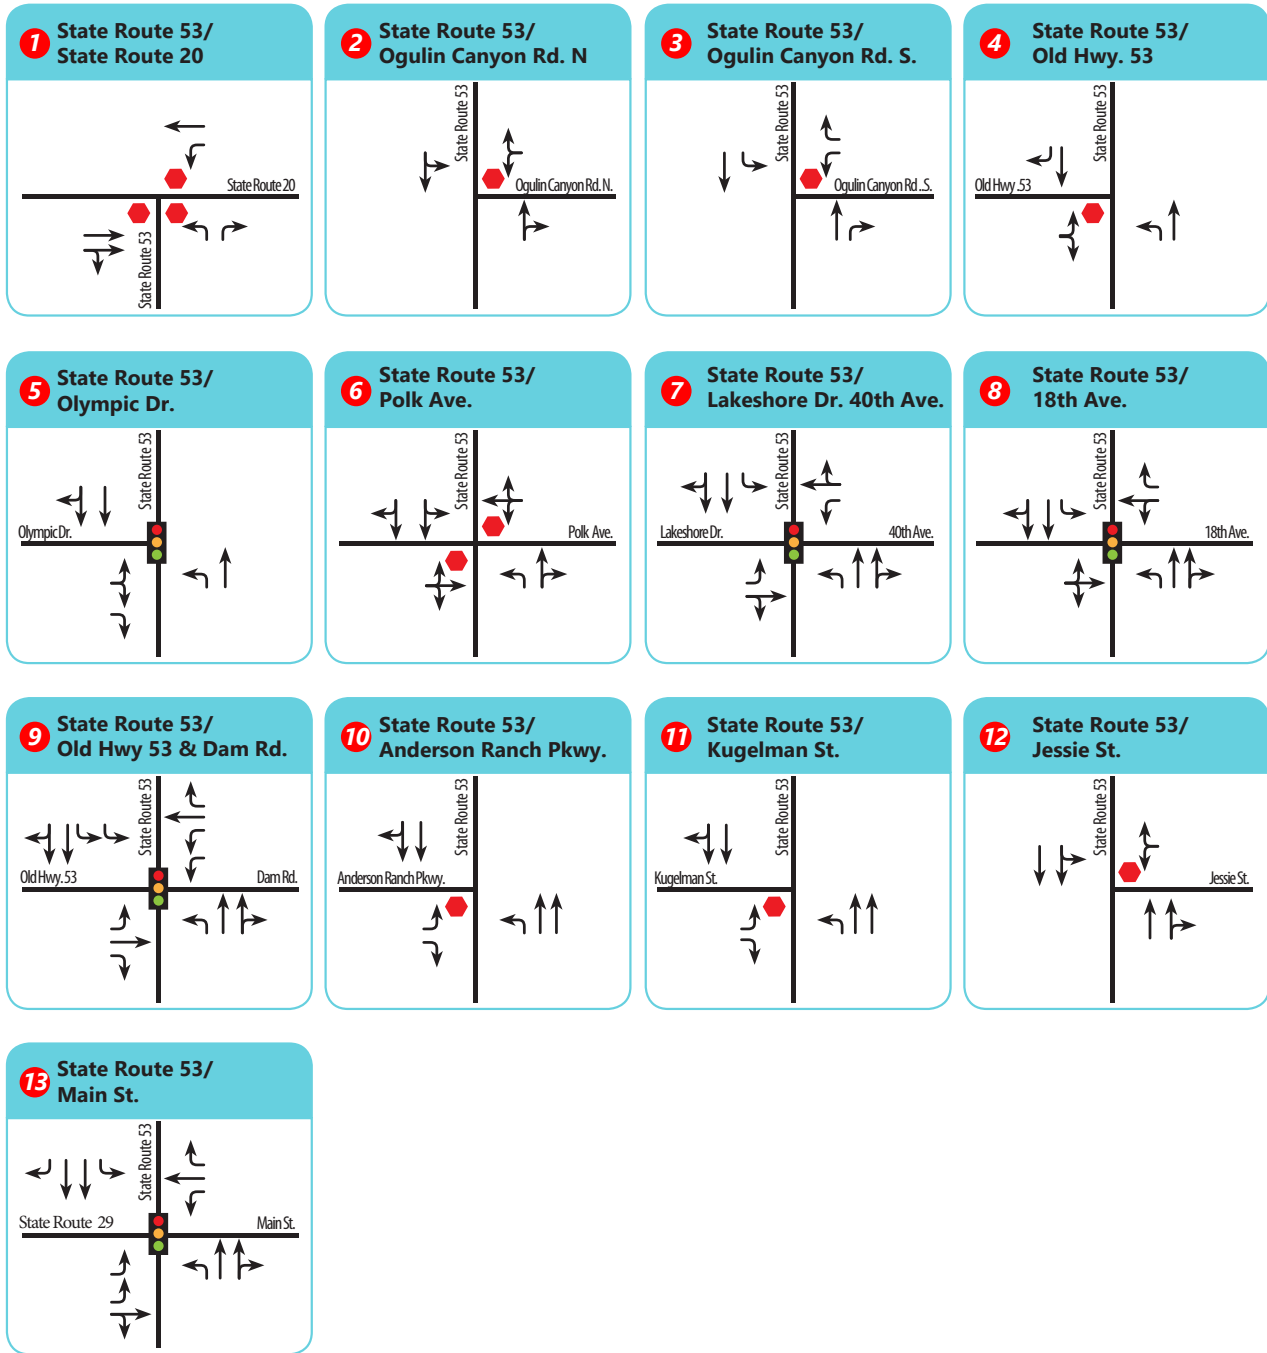 1
State Route 53/
State Route 20
State Route 20
State Route 53
2
State Route 53/
Ogulin Canyon Rd. N
State Route 53
Ogulin Canyon Rd. N.
3
State Route 53/
Ogulin Canyon Rd. S.
State Route 53
Ogulin Canyon Rd ..S.
4
State Route 53/
Old Hwy. 53
State Route 53
Old Hwy .53
5
State Route 53/
Olympic Dr.
State Route 53
Olympic Dr.
6
State Route 53/
Polk Ave.
State Route 53
Polk Ave.
7
State Route 53/
Lakeshore Dr. 40th Ave.
State Route 53
Lakeshore Dr.
40th Ave.
8
State Route 53/
18th Ave.
State Route 53
18th Ave.
9
State Route 53/
Old Hwy 53 & Dam Rd.
State Route 53
Old Hwy. 53
Dam Rd.
10
State Route 53/
Anderson Ranch Pkwy.
State Route 53
Anderson Ranch Pkwy.
11
State Route 53/
Kugelman St.
State Route 53
Kugelman St.
12
State Route 53/
Jessie St.
State Route 53
Jessie St.
13
State Route 53/
Main St.
State Route 53
State Route 29
Main St.